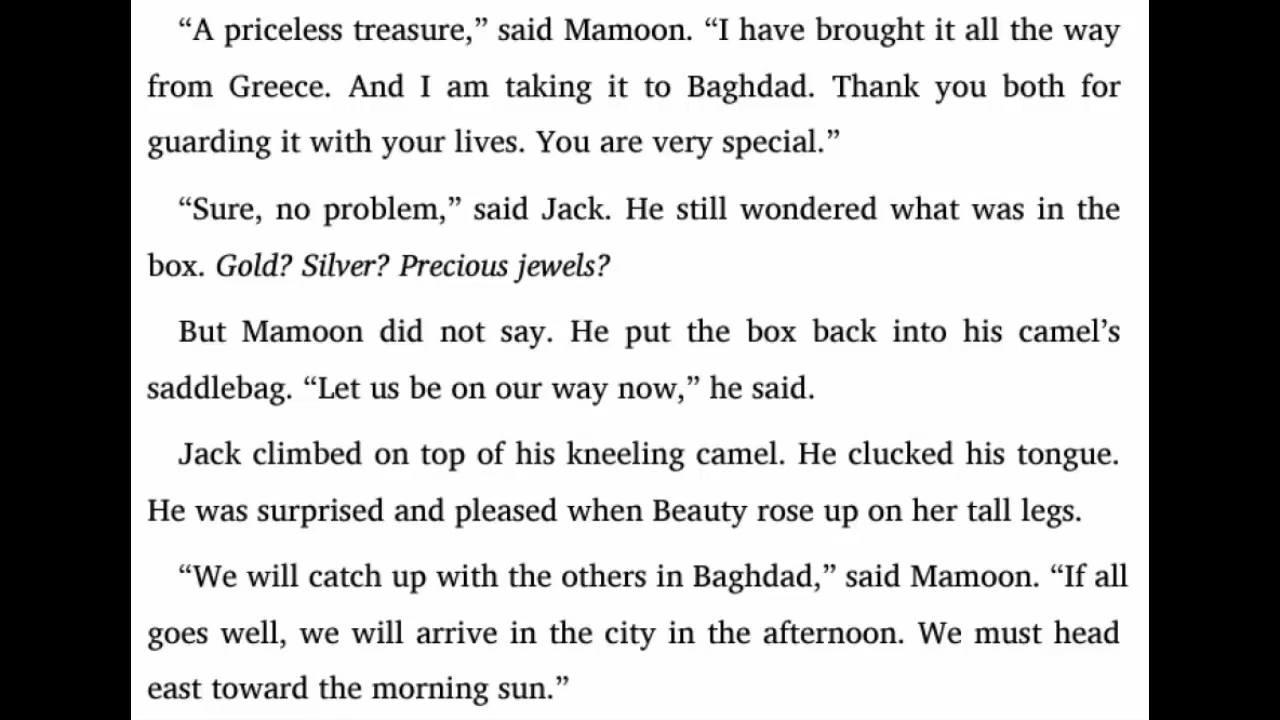 “A priceless treasure,” said Mamoon. “I have brought it all the way
from Greece. And I am taking it to Baghdad. Thank you both for
guarding it with your lives. You are very special.”
“Sure, no problem,” said Jack. He still wondered what was in the
box. Gold? Silver? Precious jewels?
But Mamoon did not say. He put the box back into his camel’s
saddlebag. “Let us be on our way now,” he said.
Jack climbed on top of his kneeling camel. He clucked his tongue.
He was surprised and pleased when Beauty rose up on her tall legs.
“We will catch up with the others in Baghdad,” said Mamoon. “If all
goes well, we will arrive in the city in the afternoon. We must head
east toward the morning sun.”